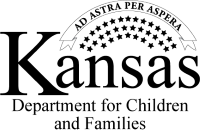 AD ASTRA PER ASPERA
Kansas
Department for Children
and Families